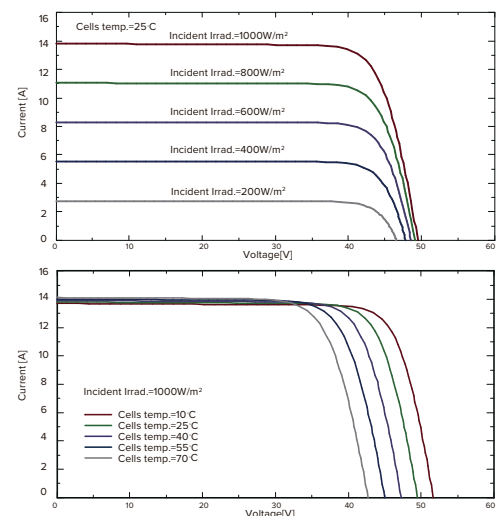 16
Cells temp.=25°C
Incident Irrad.=1000W/m²
14
12
Incident Irrad.=800W/m²
10
Current [A]
Incident Irrad.=600W/m²
8
6
Incident Irrad.=400W/m²
4
Incident Irrad.=200W/m²
2
0
0 10 20 30 40 50 60
Voltage[V]
16
14
12
10
Current [A]
8
Incident Irrad.=1000W/m²
6
Cells temp.=10°C
Cells temp.=25°C
4
Cells temp.=40°C
Cells temp.=55°C
Cells temp.=70°C
2
0
0 10 20 30 40 50 60
Voltage[V]